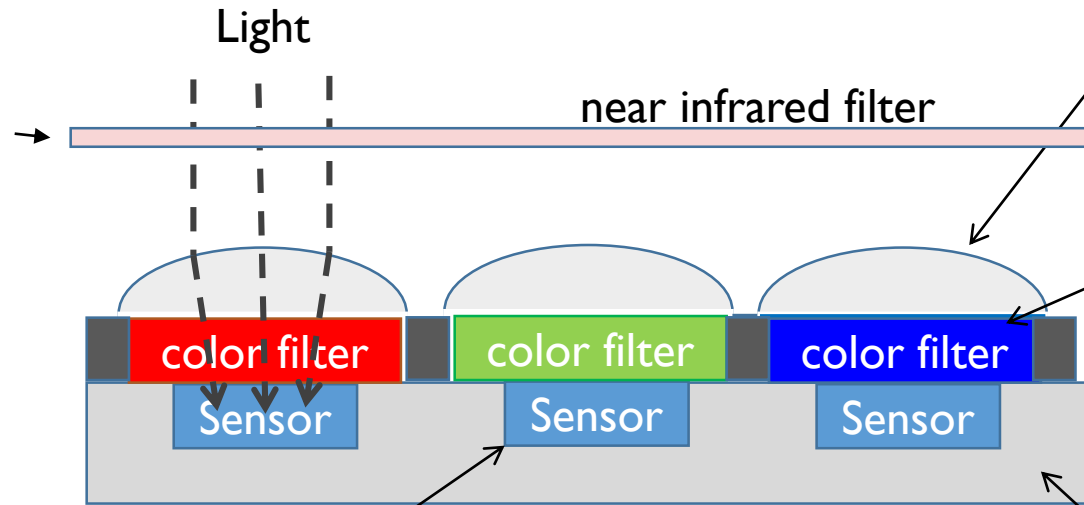 Light
near infrared filter
color filter
color filter
color filter
Sensor
Sensor
Sensor